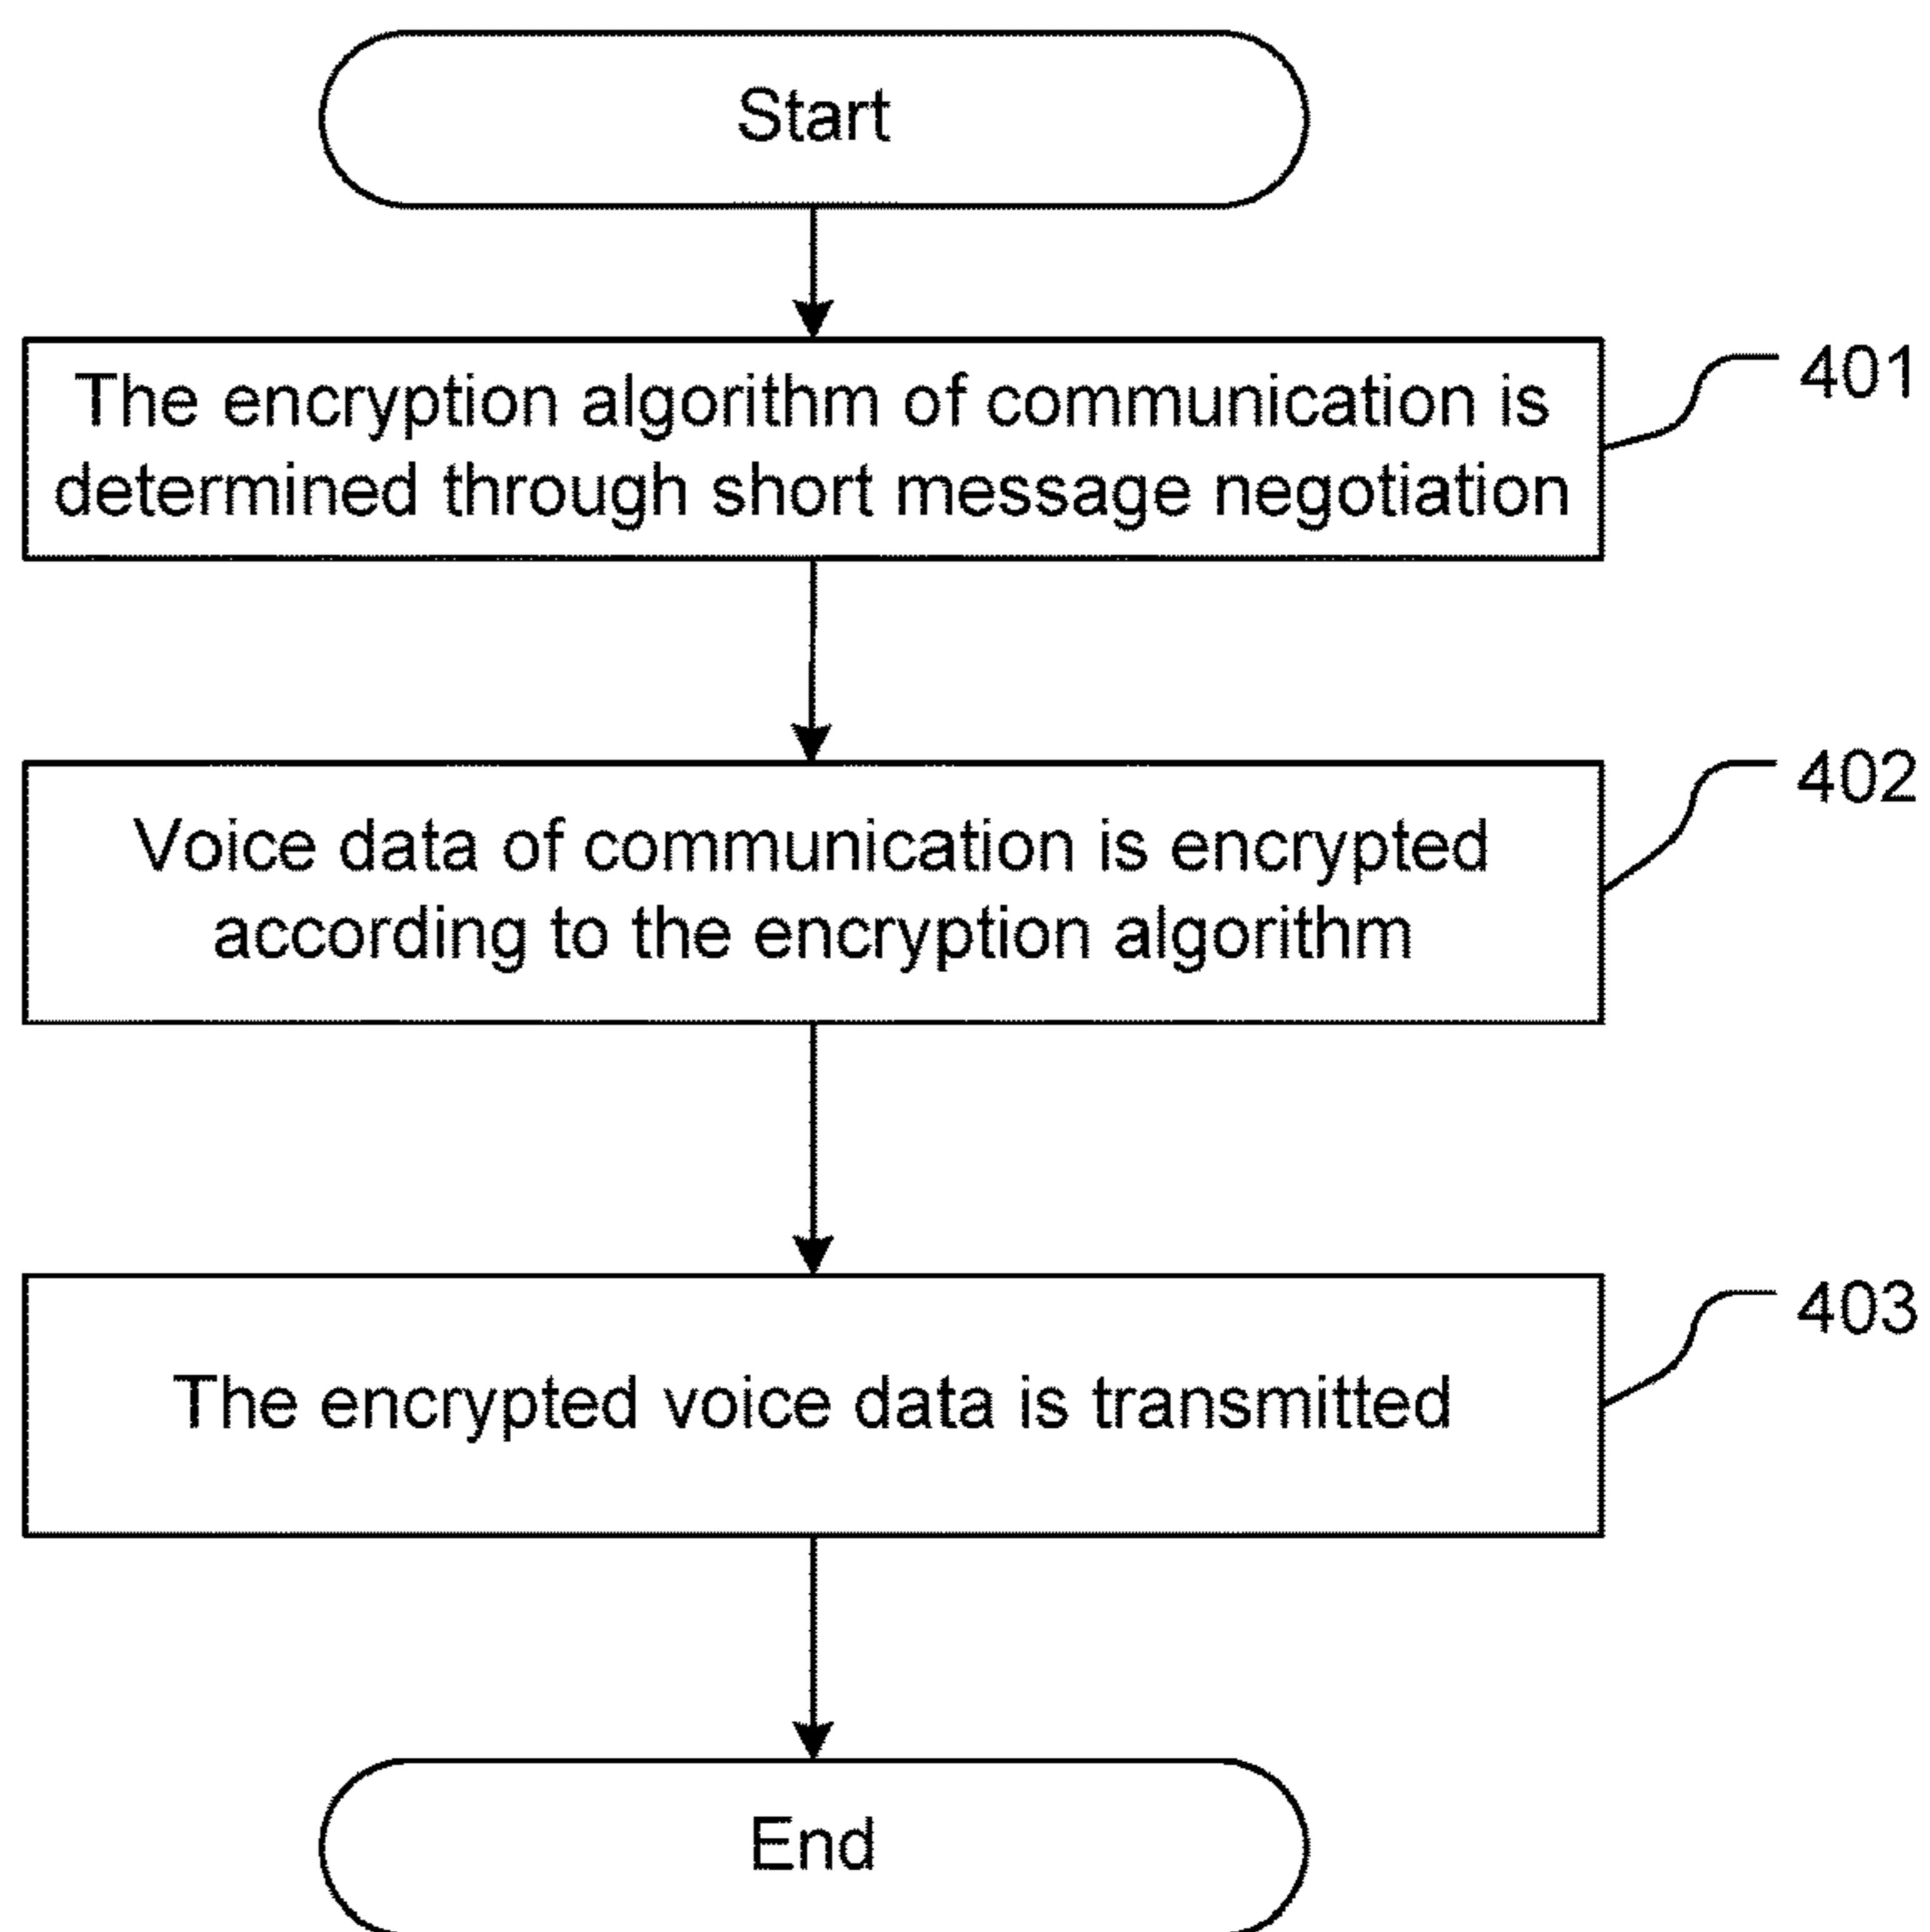 Start
The encryption algorithm of communication is
determined through short message negotiation
401
Voice data of communication is encrypted
according to the encryption algorithm
402
The encrypted voice data is transmitted
403
End